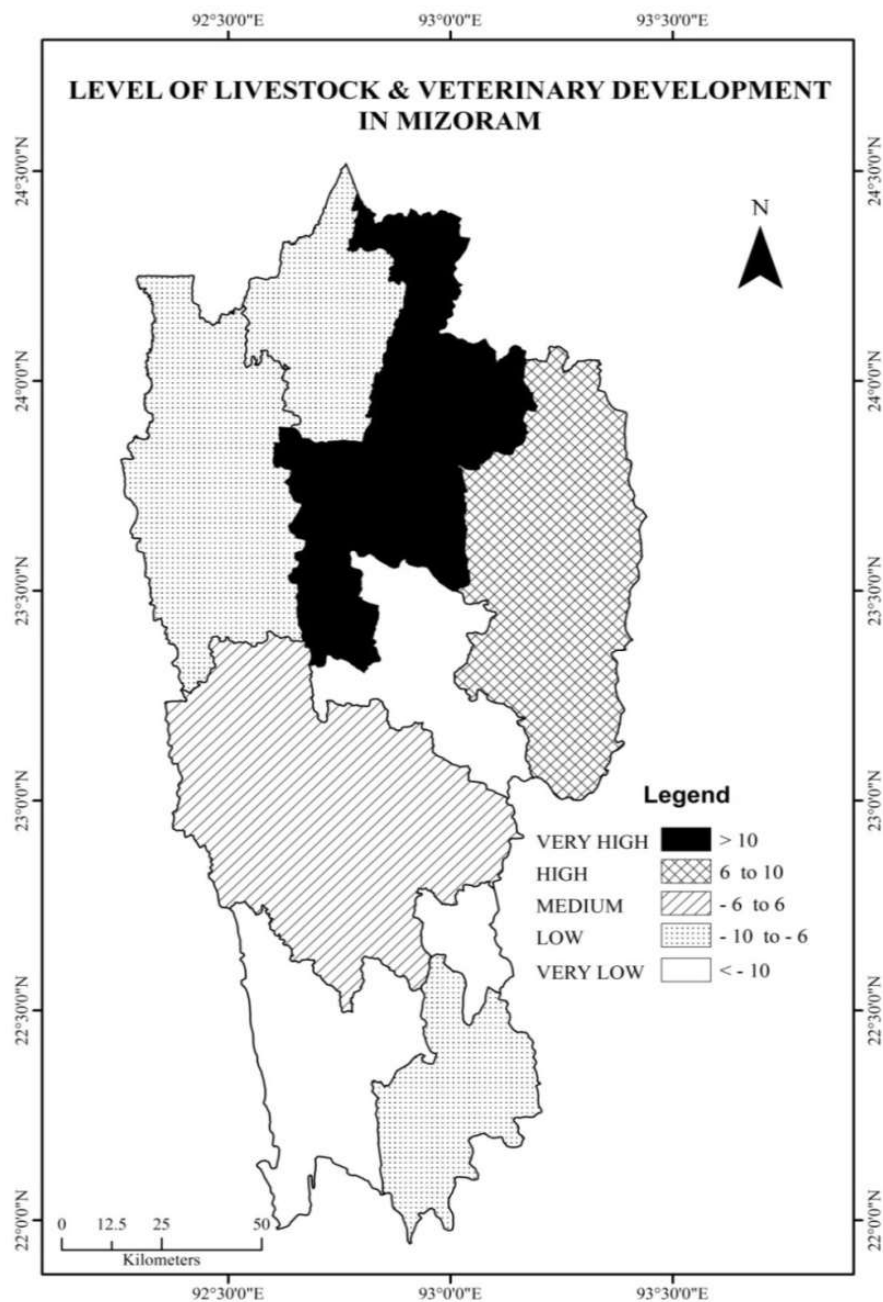 92°30'0"E 93°0'0"E 93°30'0"E
LEVEL OF LIVESTOCK & VETERINARY DEVELOPMENT
IN MIZORAM
24°30'0"N 24°30'0"N
N
24°0'0"N 24°0'0"N
23°30'0"N 23°30'0"N
23°0'0"N 23°0'0"N
Legend
VERY HIGH > 10
HIGH 6 to 10
MEDIUM - 6 to 6
LOW - 10 to - 6
VERY LOW < - 10
22°30'0"N 22°30'0"N
22°0'0"N 22°0'0"N
0 12.5 25 50
Kilometers
92°30'0"E 93°0'0"E 93°30'0"E